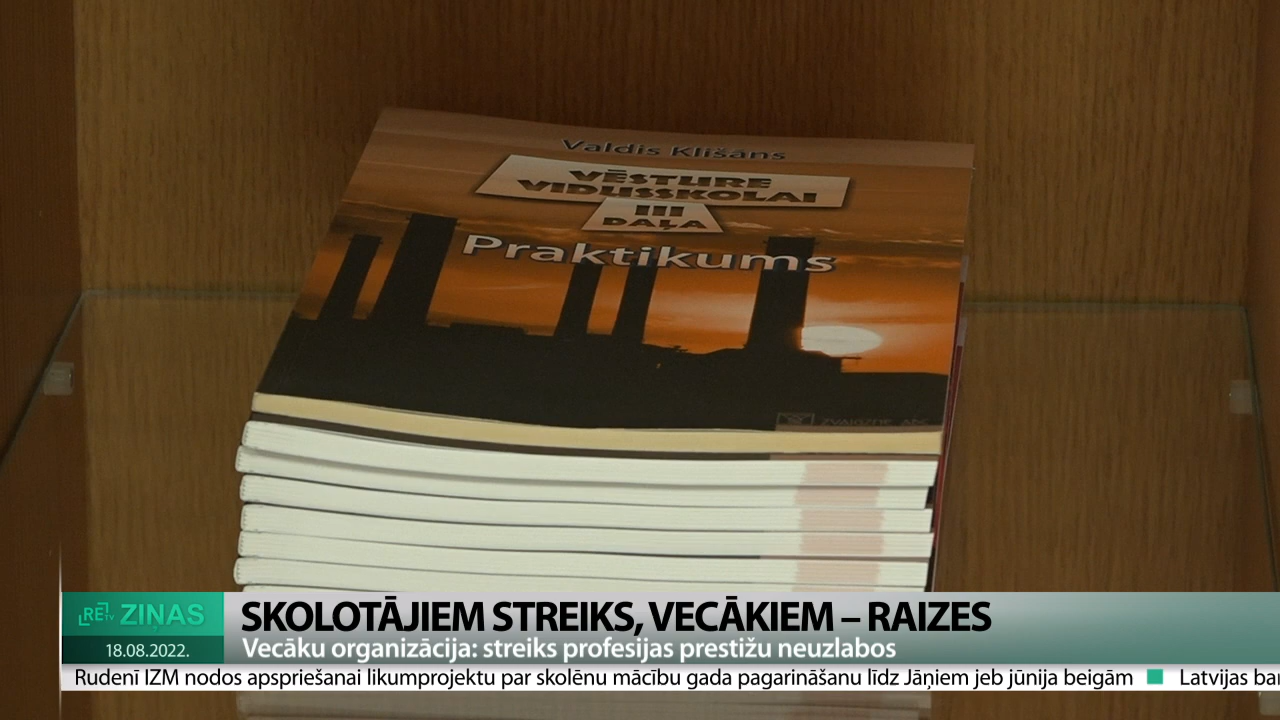 Valdis Klišāns
VĒSTURE
VIDUSSKOLAI
III
DAĻA
Praktikums
ZVAIGZNE ABC
RE TV ZIŅAS
SKOLOTĀJIEM STREIKS, VECĀKIEM – RAIZES
18.08.2022.
Vecāku organizācija: streiks profesijas prestižu neuzlabos
Rudenī IZM nodos apspriešanai likumprojektu par skolēnu mācību gada pagarināšanu līdz Jāņiem jeb jūnija beigām
Latvijas